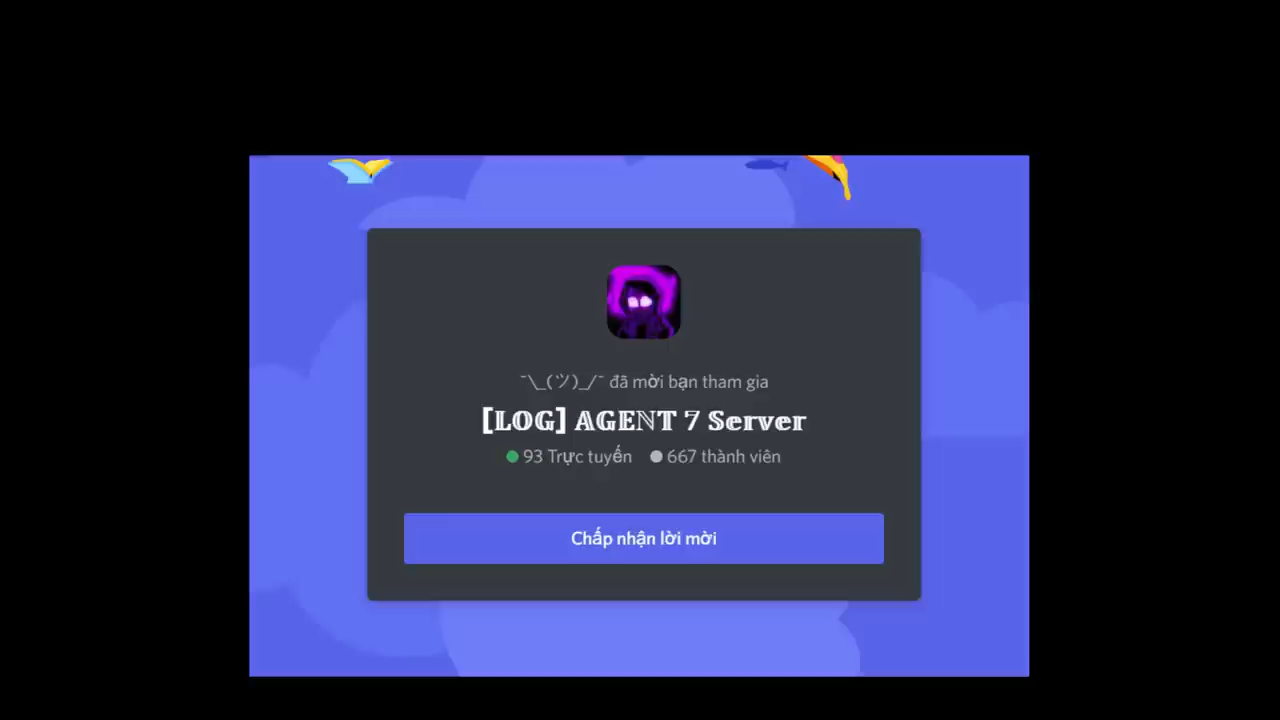 ¯\_(ツ)_/¯ đã mời bạn tham gia
[LOG] AGENT 7 Server
93 Trực tuyến 667 thành viên
Chấp nhận lời mời